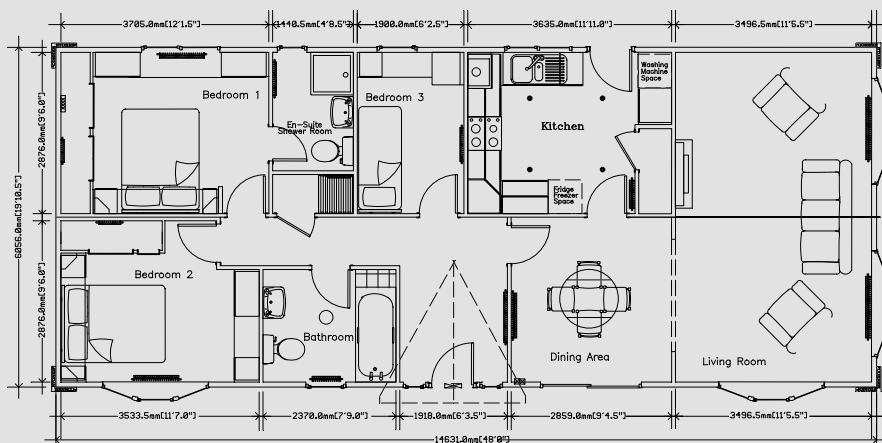 3705.0mm[12'1.5"]
1440.5mm[4'8.5"]
1900.0mm[6'2.5"]
3635.0mm[11'11.0"]
3496.5mm[11'5.5"]
6056.0mm[19'10.5"]
2876.0mm[9'6.0"]
2876.0mm[9'6.0"]
Bedroom 1
En-Suite
Shower Room
Bedroom 3
Kitchen
Washing
Machine
Space
Fridge
Freezer
Space
Bedroom 2
Bathroom
Dining Area
Living Room
3533.5mm[11'7.0"]
2370.0mm[7'9.0"]
1918.0mm[6'3.5"]
2859.0mm[9'4.5"]
3496.5mm[11'5.5"]
14631.0mm[48'0"]